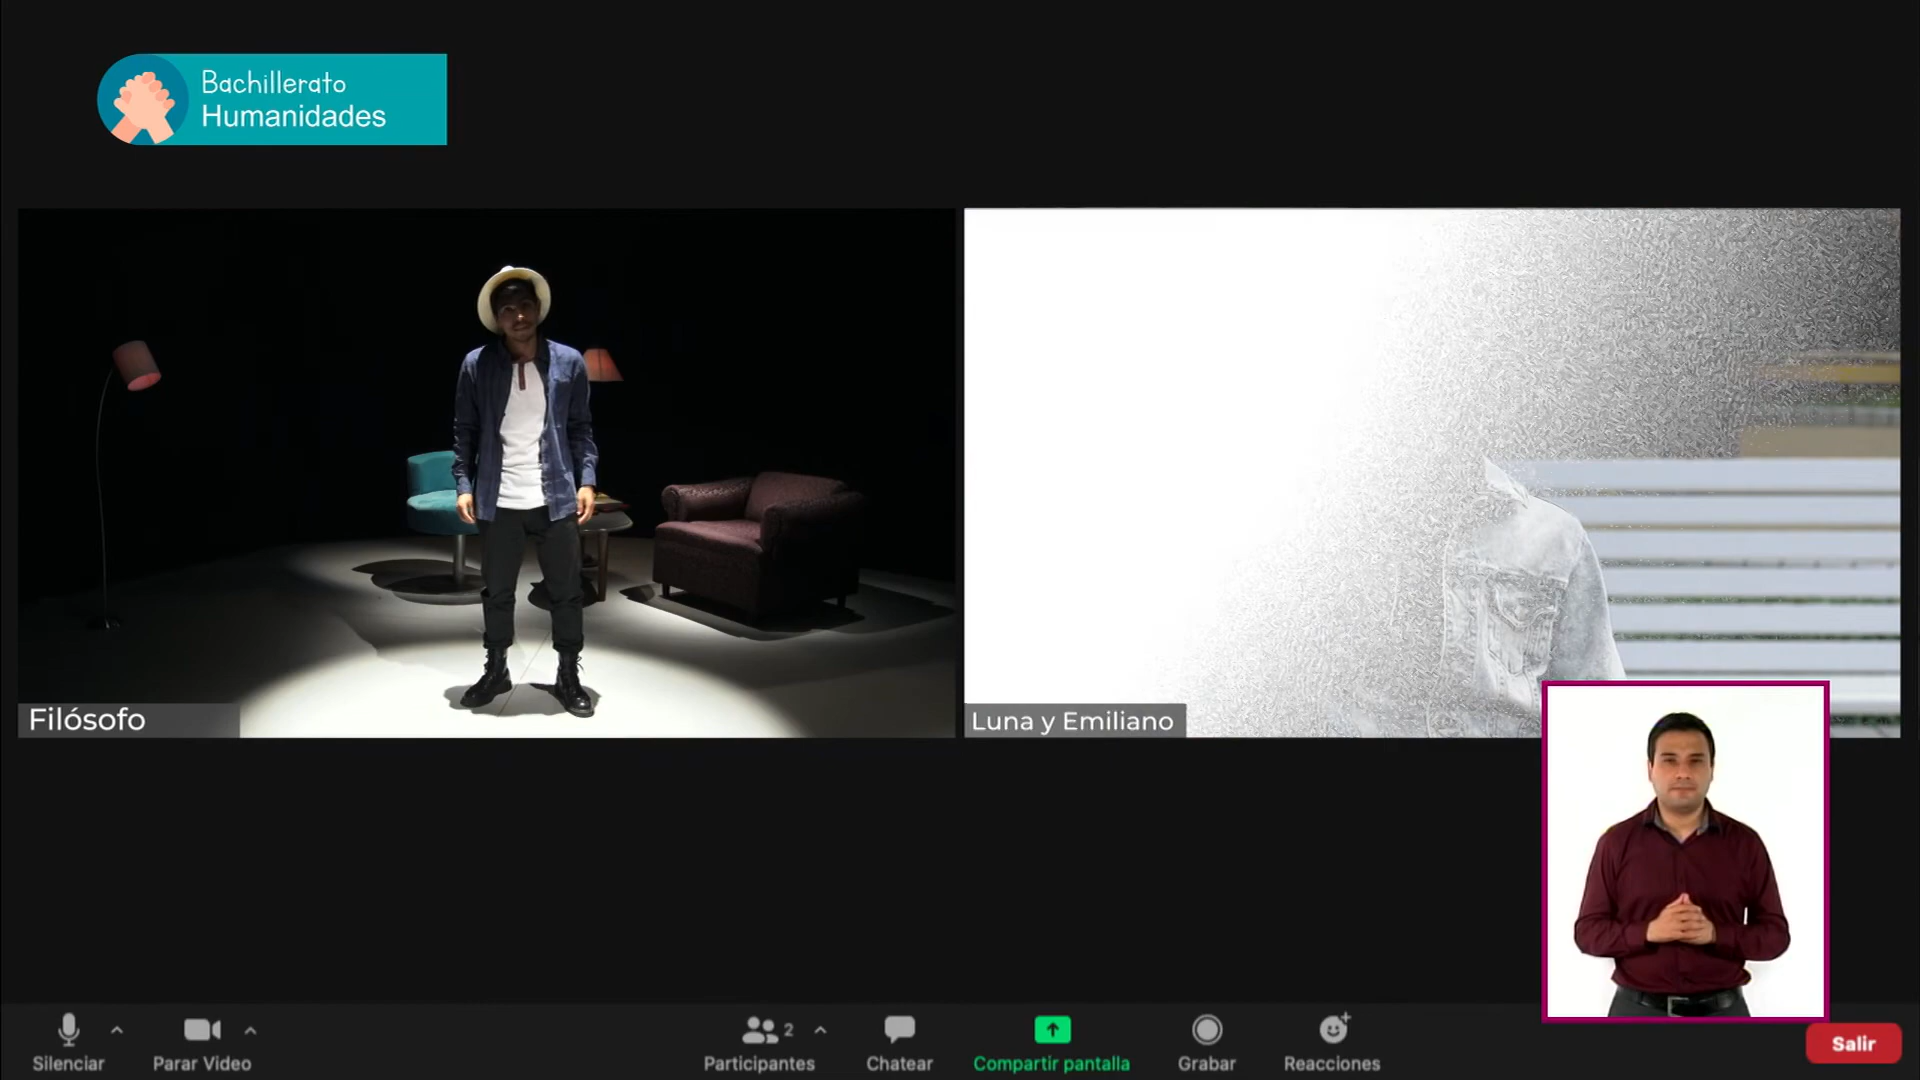 Bachillerato
Humanidades
Filósofo
Luna y Emiliano
Silenciar
Parar Video
2
Participantes
Chatear
Compartir pantalla
Grabar
Reacciones
Salir